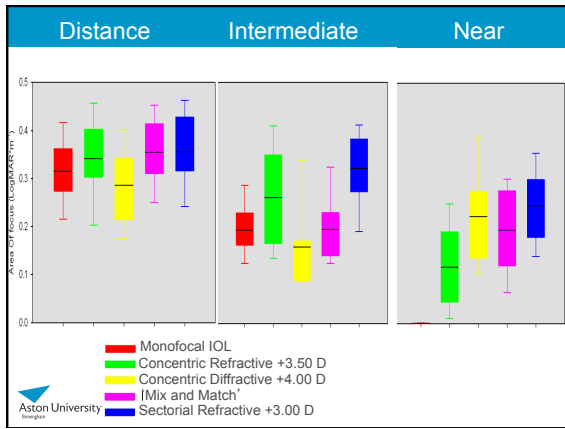 Distance Intermediate Near
0.5
0.4
0.3
0.2
0.1
0.0
Area Of focus (LogMAR*m⁻¹)
Monofocal IOL
Concentric Refractive +3.50 D
Concentric Diffractive +4.00 D
'Mix and Match'
Sectorial Refractive +3.00 D
Aston University
Birmingham